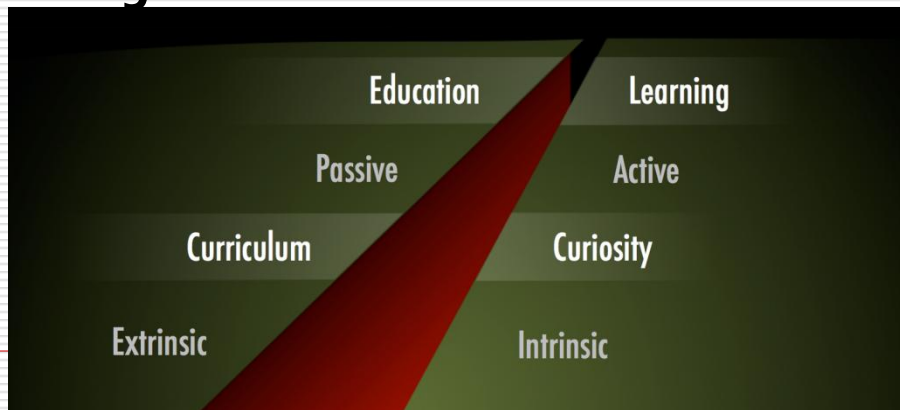 Education Learning
Passive Active
Curriculum Curiosity
Extrinsic Intrinsic